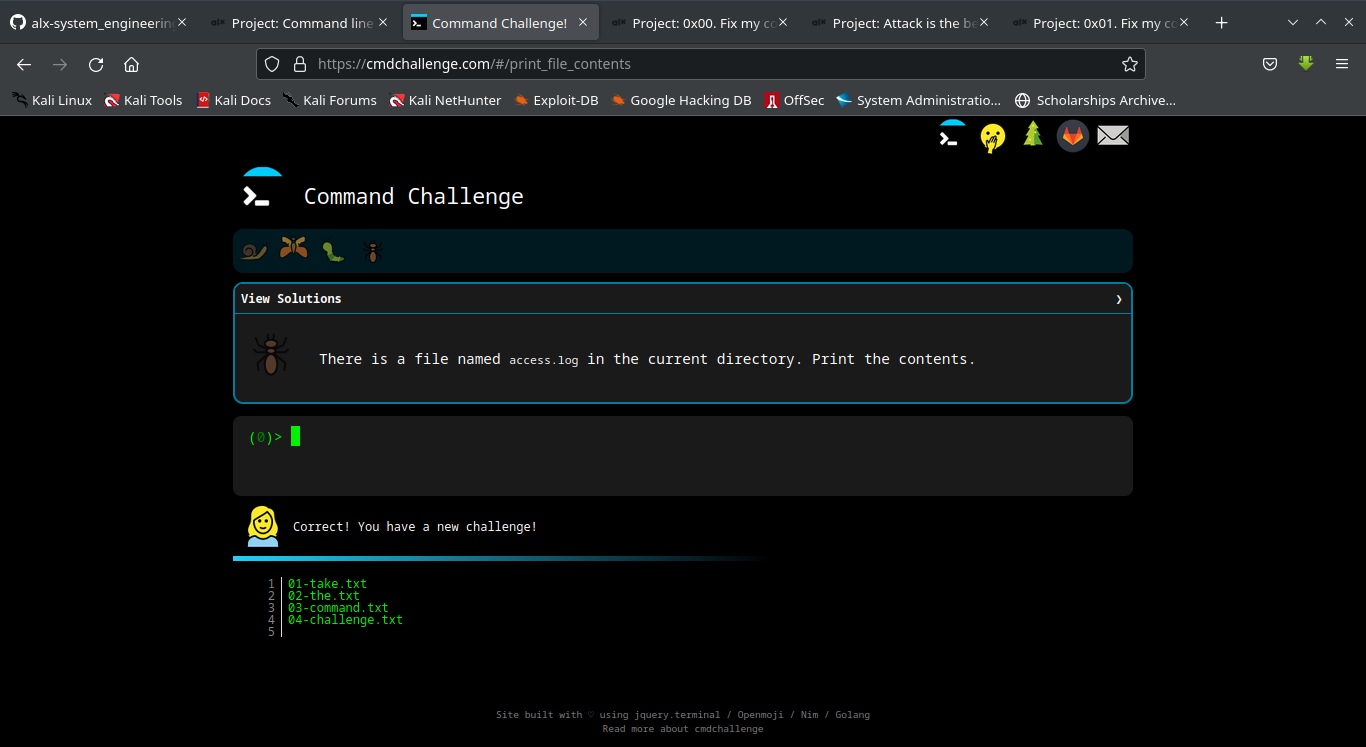 alx-system_engineerin
Project: Command line
Command Challenge!
Project: 0x00. Fix my co
Project: Attack is the be
Project: 0x01. Fix my co
https://cmdchallenge.com/#/print_file_contents
Kali Linux
Kali Tools
Kali Docs
Kali Forums
Kali NetHunter
Exploit-DB
Google Hacking DB
OffSec
System Administratio...
Scholarships Archive...
Command Challenge
View Solutions
There is a file named access.log in the current directory. Print the contents.
(0)>
Correct! You have a new challenge!
1 01-take.txt
2 02-the.txt
3 03-command.txt
4 04-challenge.txt
5
Site built with ♡ using jquery.terminal / Openmoji / Nim / Golang
Read more about cmdchallenge